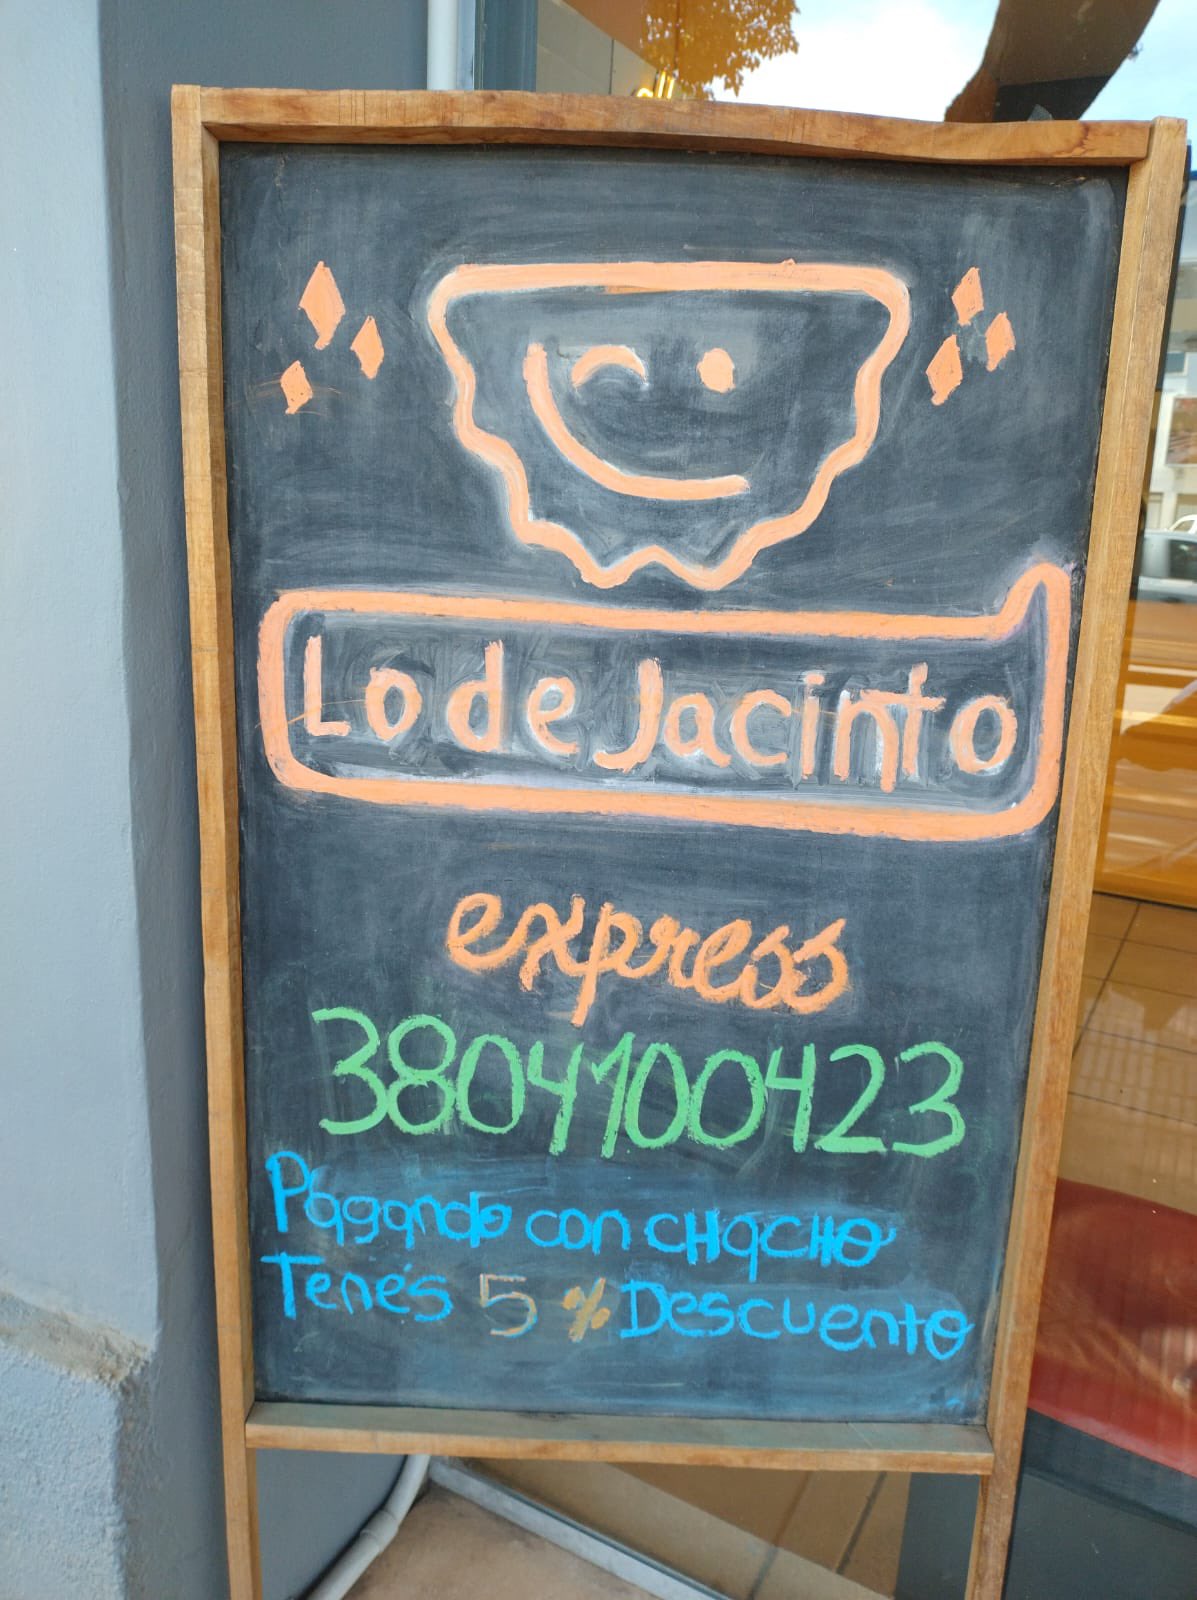 Lo de Jacinto
express
3804100423
Pagando con CHaCHO
Tenés 5 % Descuento